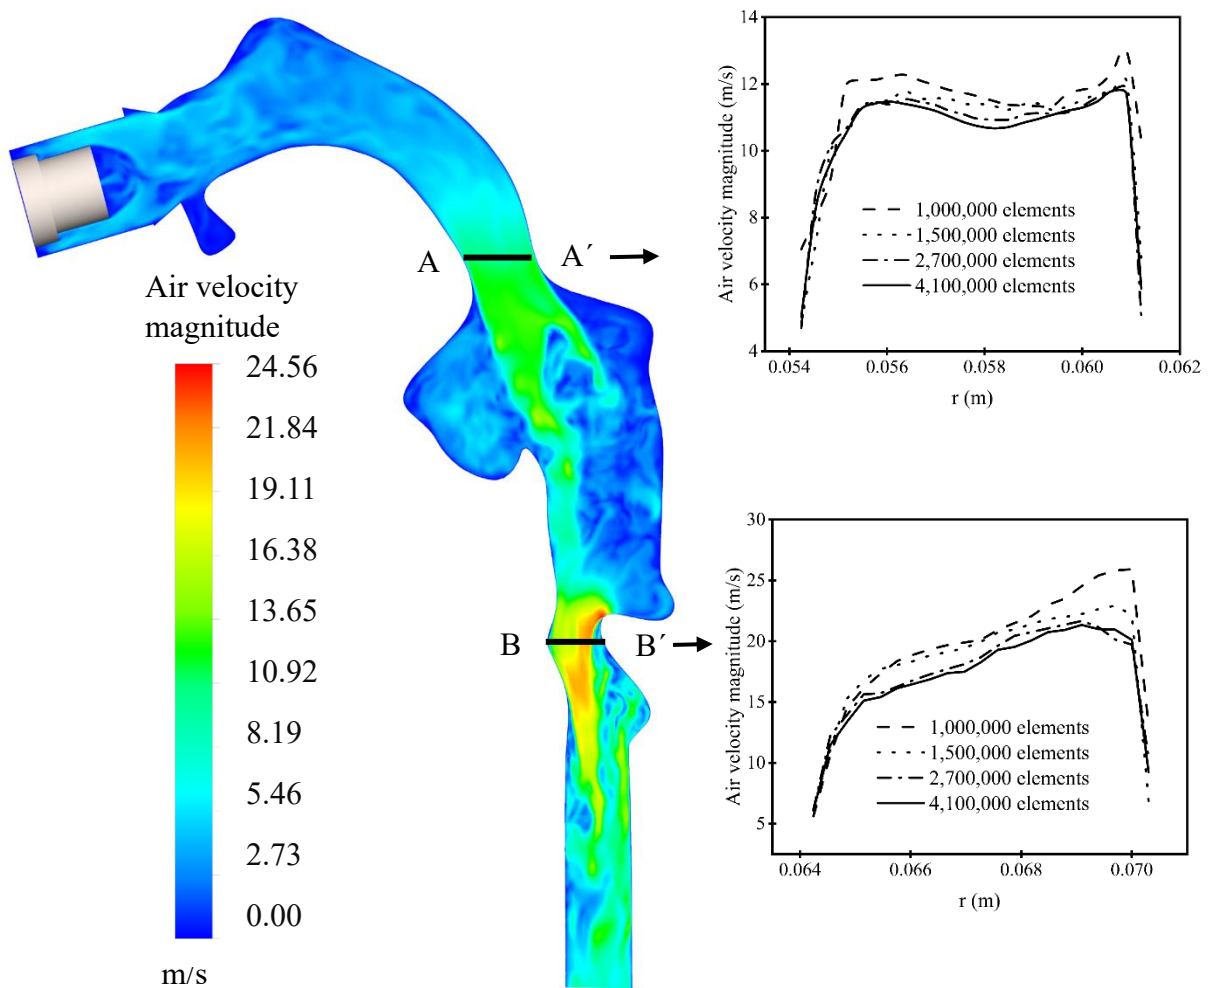 Air velocity
magnitude
24.56
21.84
19.11
16.38
13.65
10.92
8.19
5.46
2.73
0.00
m/s
A
A´
B
B´
14
12
10
8
6
4
Air velocity magnitude (m/s)
1,000,000 elements
1,500,000 elements
2,700,000 elements
4,100,000 elements
0.054
0.056
0.058
0.060
0.062
r (m)
30
25
20
15
10
5
Air velocity magnitude (m/s)
1,000,000 elements
1,500,000 elements
2,700,000 elements
4,100,000 elements
0.064
0.066
0.068
0.070
r (m)